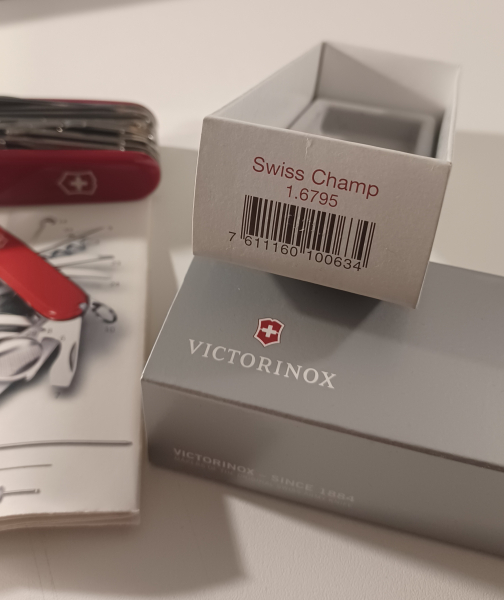 Swiss Champ
1.6795
7 611160 100634
VICTORINOX
VICTORINOX - SINCE 1884